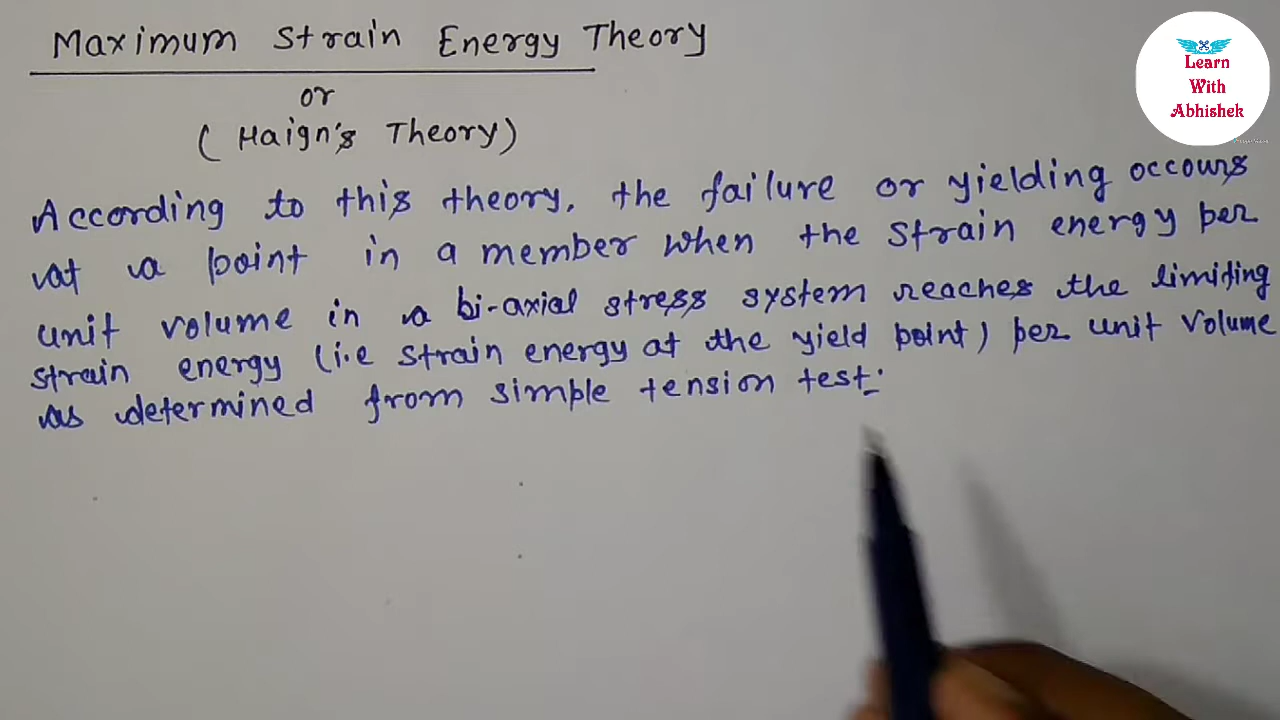 Maximum Strain Energy Theory
or
(Haign's Theory)
According to this theory, the failure or yielding occours
at a point in a member when the strain energy per
unit volume in a bi-axial stress system reaches the limiting
strain energy (i.e strain energy at the yield point) per unit volume
as determined from simple tension test:
Learn
With
Abhishek